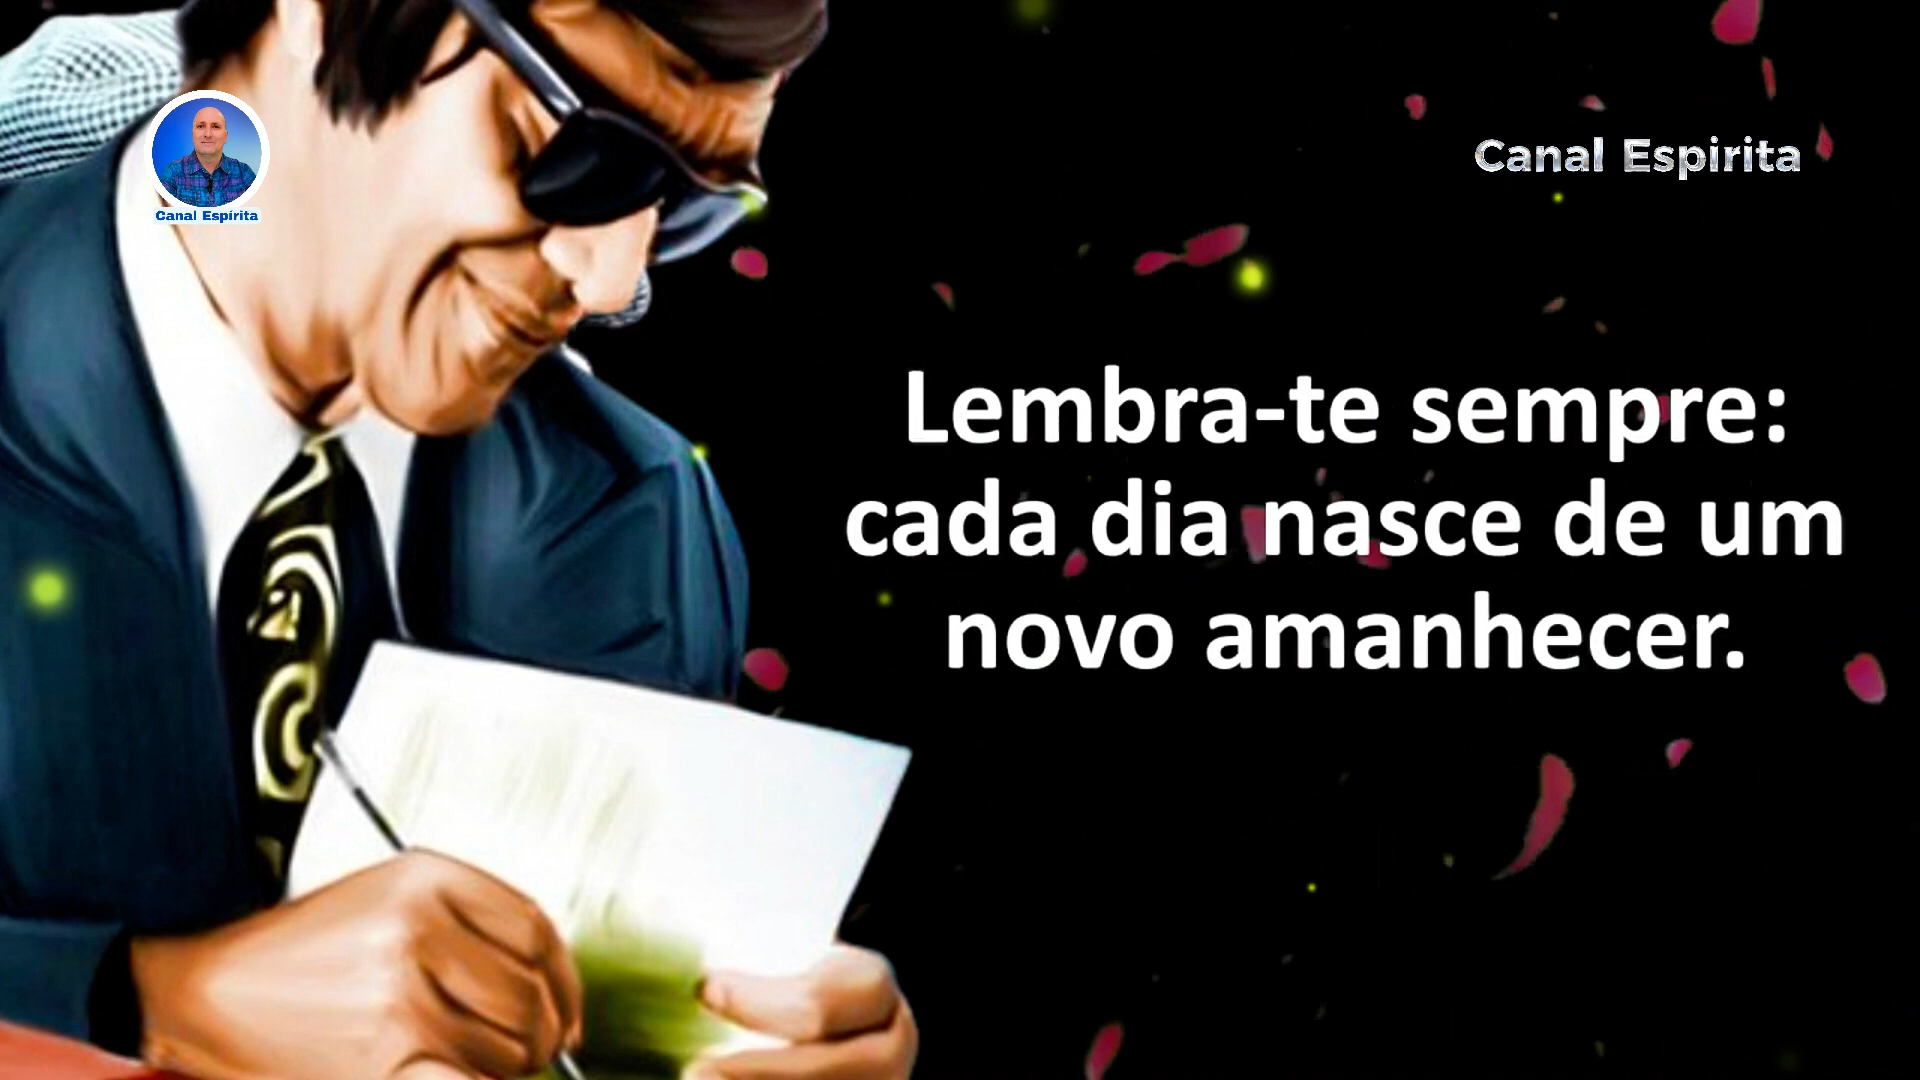 Canal Espírita
Canal Espirita
Lembra-te sempre:
cada dia nasce de um
novo amanhecer.